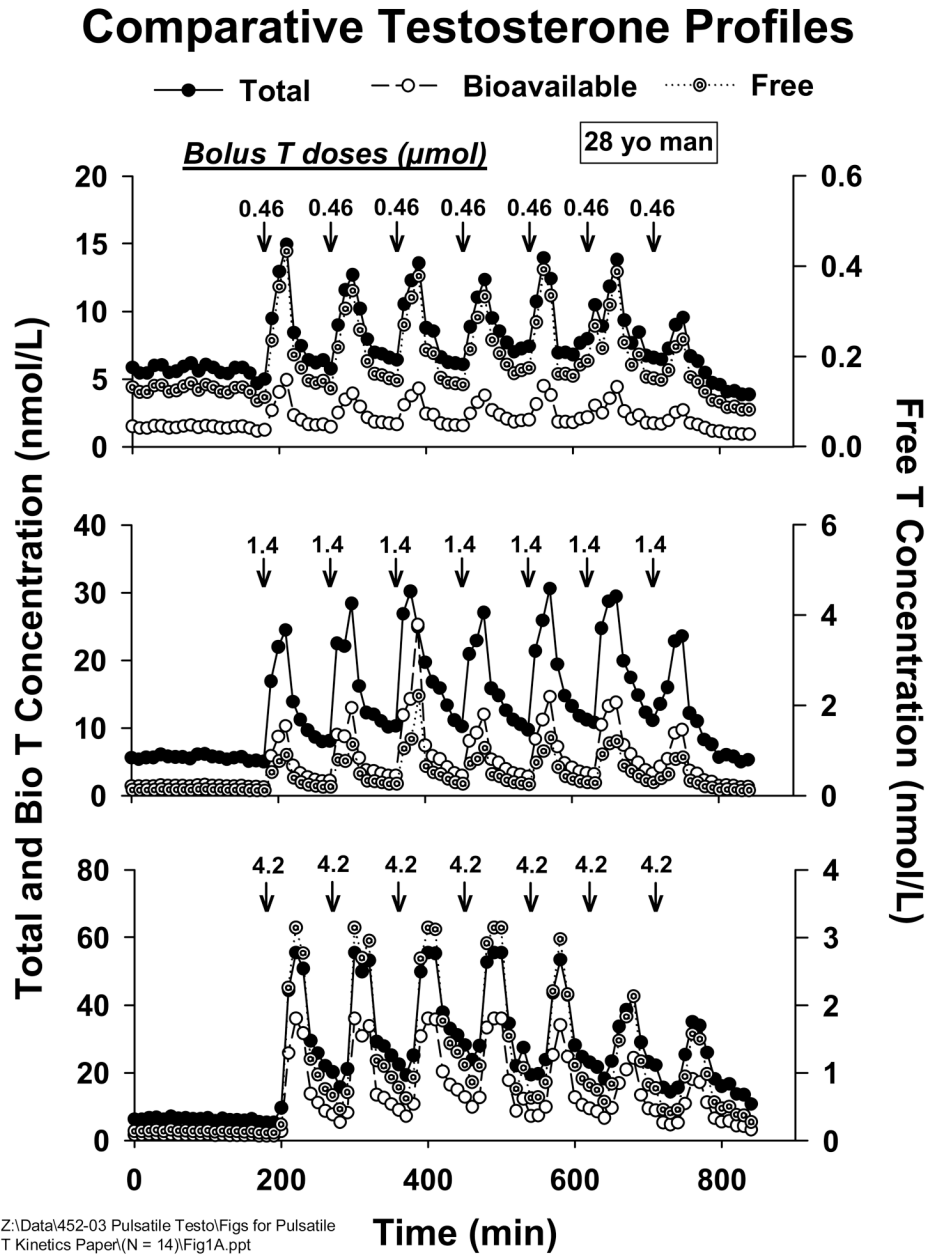 Comparative Testosterone Profiles
Total Bioavailable Free
Bolus T doses (µmol)
28 yo man
20 0.6
0.46 0.46 0.46 0.46 0.46 0.46 0.46
15
0.4
10
0.2
5
0 0.0
40 6
1.4 1.4 1.4 1.4 1.4 1.4 1.4
30
4
20
2
10
0 0
80 4
4.2 4.2 4.2 4.2 4.2 4.2 4.2
60 3
40 2
20 1
0 0
0 200 400 600 800
Total and Bio T Concentration (nmol/L)
Free T Concentration (nmol/L)
Time (min)
Z:\Data\452-03 Pulsatile Testo\Figs for Pulsatile
T Kinetics Paper\(N = 14)\Fig1A.ppt